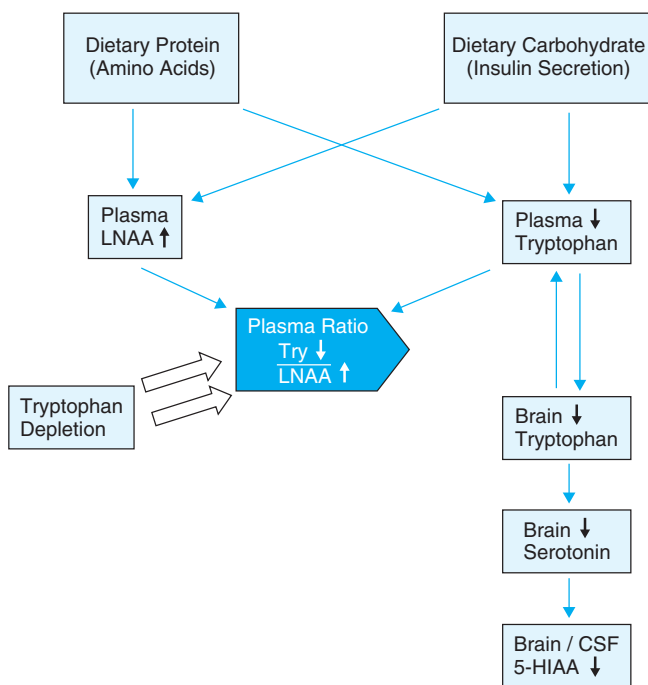 Dietary Protein
(Amino Acids)
Dietary Carbohydrate
(Insulin Secretion)
Plasma
LNAA ↑
Plasma ↓
Tryptophan
Plasma Ratio
Try ↓
LNAA ↑
Tryptophan
Depletion
Brain ↓
Tryptophan
Brain ↓
Serotonin
Brain / CSF
5-HIAA ↓